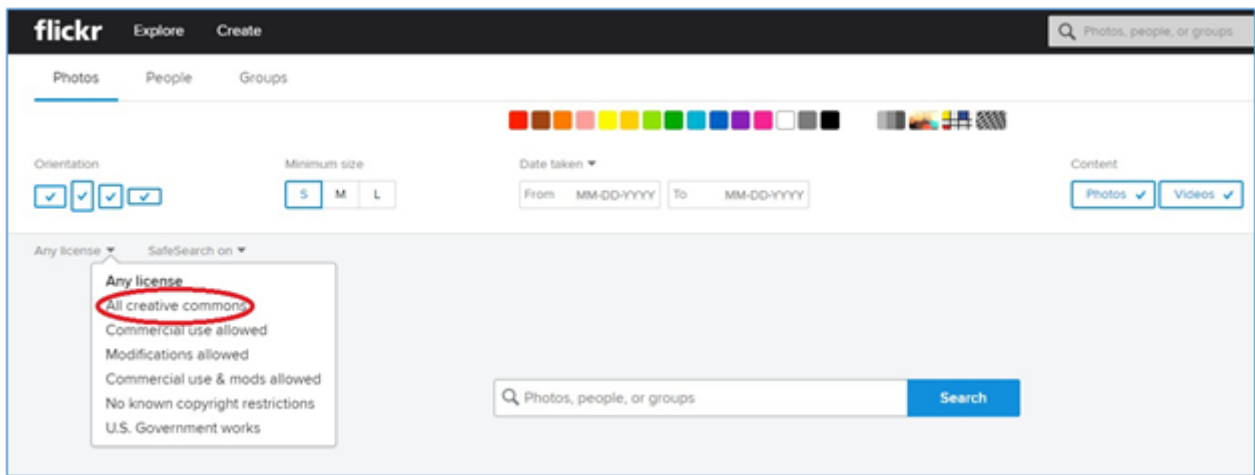 flickr Explore Create Photos, people, or groups
Photos People Groups
Orientation Minimum size Date taken Content
S M L From MM-DD-YYYY To MM-DD-YYYY Photos Videos
Any license SafeSearch on
Any license
All creative commons
Commercial use allowed
Modifications allowed
Commercial use & mods allowed
Photos, people, or groups Search
No known copyright restrictions
U.S. Government works